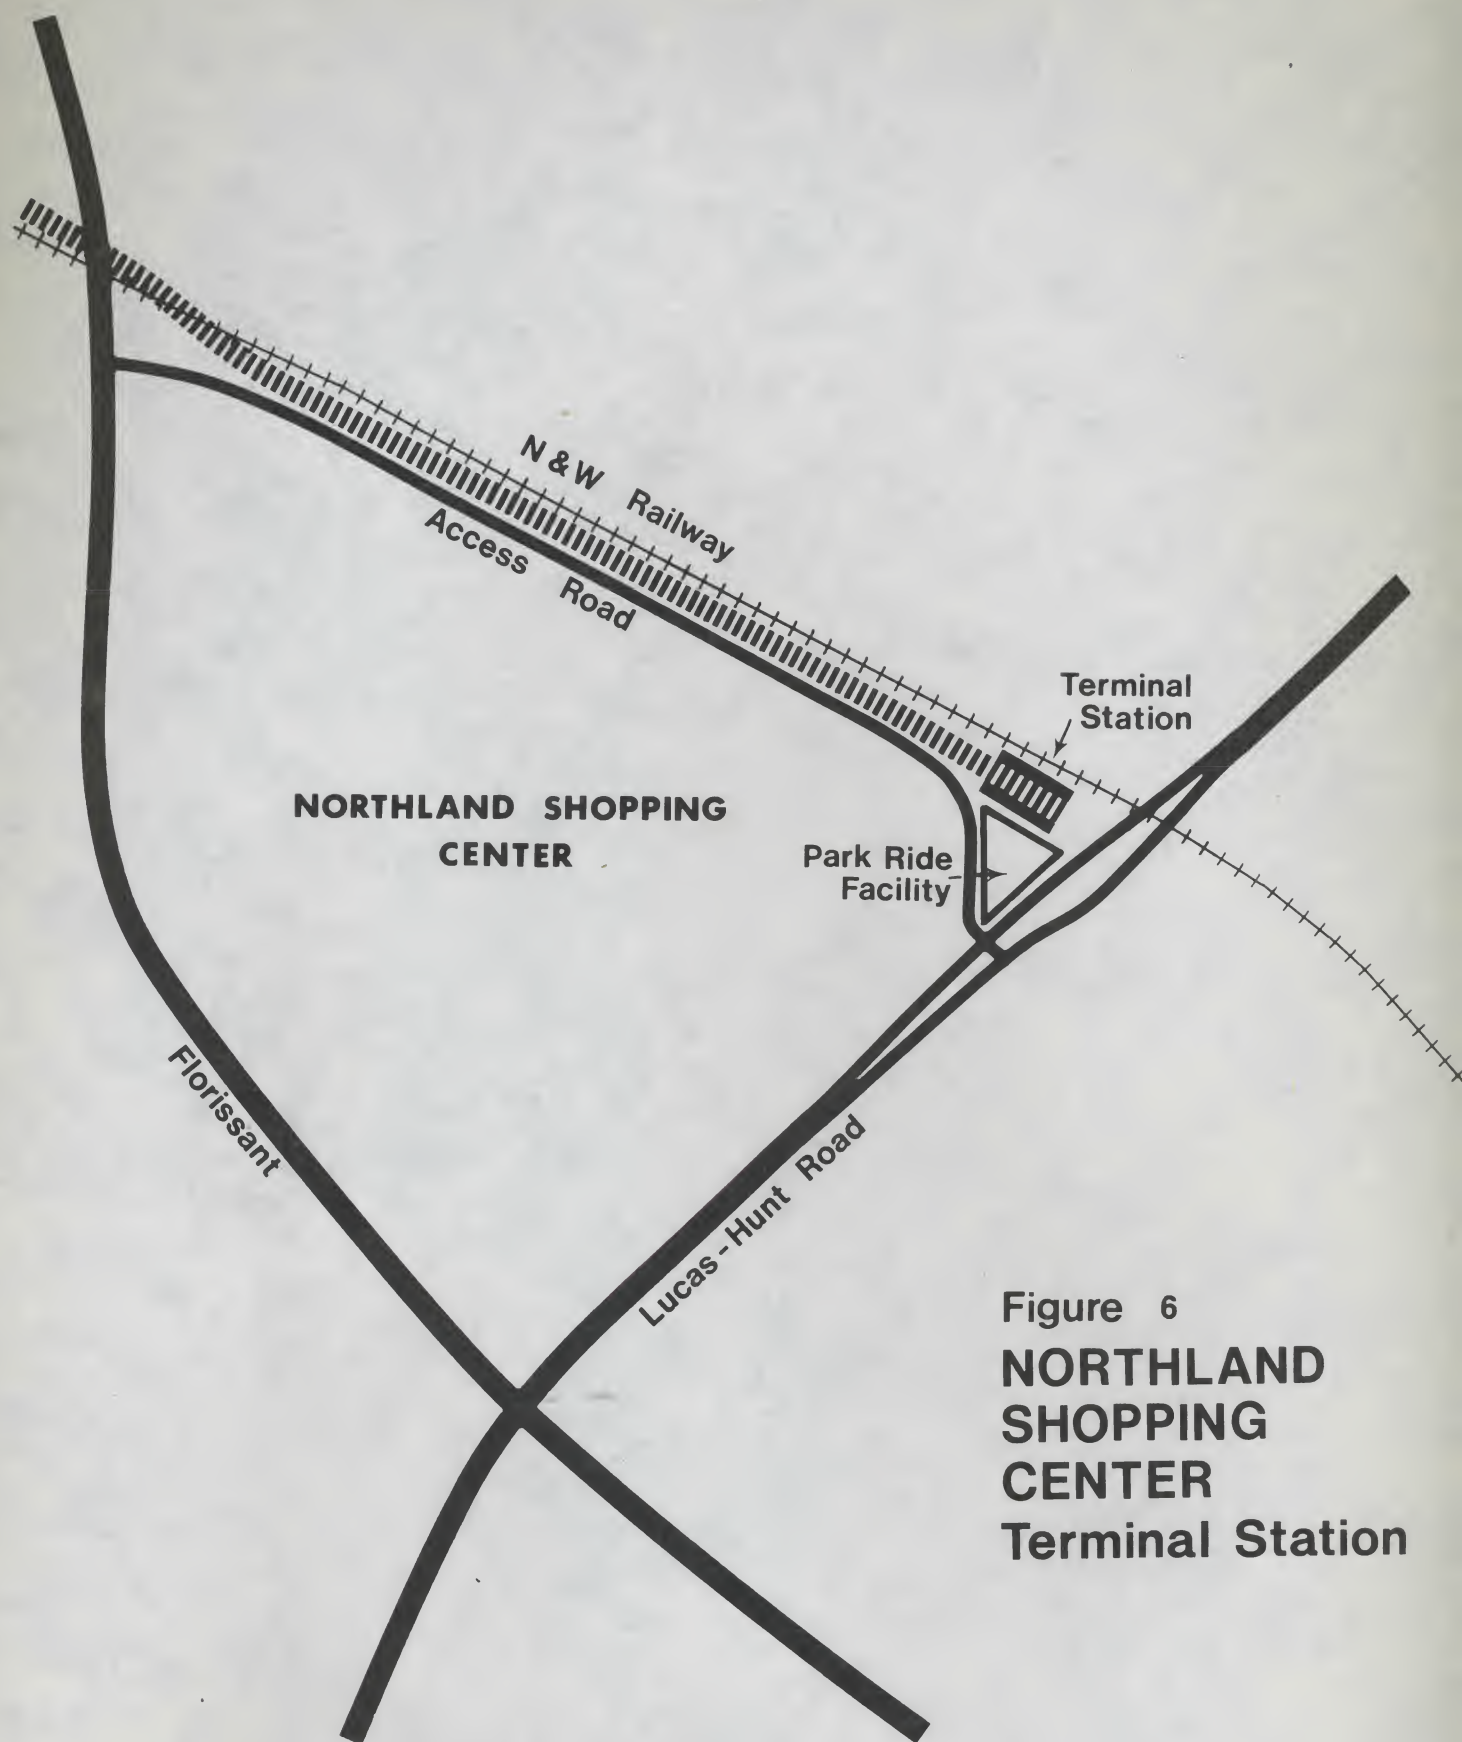 N & W Railway
Access Road
Terminal
Station
NORTHLAND SHOPPING
CENTER
Park Ride
Facility
Florissant
Lucas - Hunt Road
Figure 6
NORTHLAND
SHOPPING
CENTER
Terminal Station